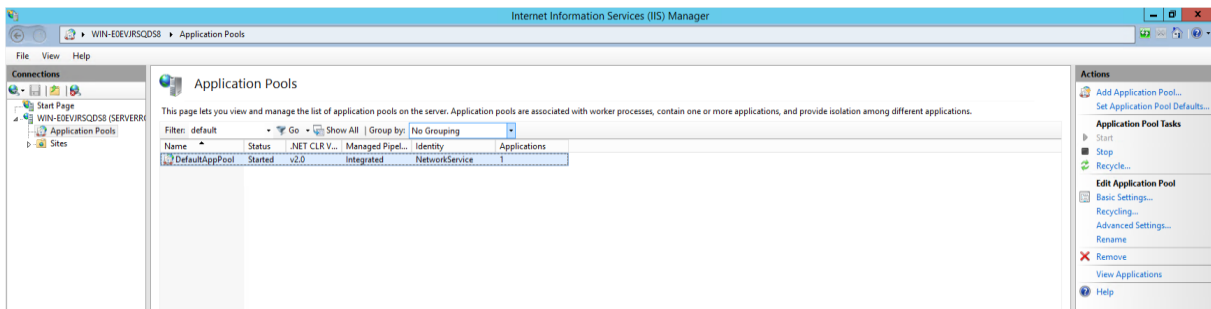 Internet Information Services (IIS) Manager
WIN-E0EVJRSQDS8 Application Pools
File View Help
Connections
Start Page
WIN-E0EVJRSQDS8 (SERVERR
Application Pools
Sites
Application Pools
This page lets you view and manage the list of application pools on the server. Application pools are associated with worker processes, contain one or more applications, and provide isolation among different applications.
Filter: default Go Show All | Group by: No Grouping
Name Status .NET CLR V... Managed Pipel... Identity Applications
DefaultAppPool Started v2.0 Integrated NetworkService 1
Actions
Add Application Pool...
Set Application Pool Defaults...
Application Pool Tasks
Start
Stop
Recycle...
Edit Application Pool
Basic Settings...
Recycling...
Advanced Settings...
Rename
Remove
View Applications
Help